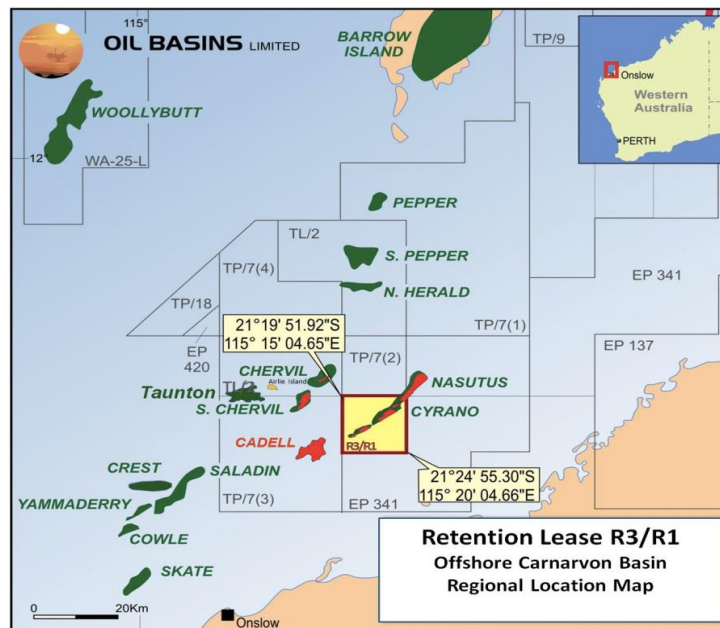 115°
OIL BASINS LIMITED
BARROW
ISLAND
TP/9
Onslow
Western
Australia
PERTH
WOOLLYBUTT
12°
WA-25-L
PEPPER
TL/2
S. PEPPER
TP/7(4)
EP 341
N. HERALD
TP/18
21°19' 51.92"S
115° 15' 04.65"E
TP/7(1)
EP
420
TP/7(2)
EP 137
CHERVIL
Airlie Island
NASUTUS
Taunton
S. CHERVIL
CYRANO
R3/R1
CADELL
CREST
SALADIN
21°24' 55.30"S
115° 20' 04.66"E
YAMMADERRY
TP/7(3)
EP 341
COWLE
SKATE
Retention Lease R3/R1
Offshore Carnarvon Basin
Regional Location Map
0
20Km
Onslow